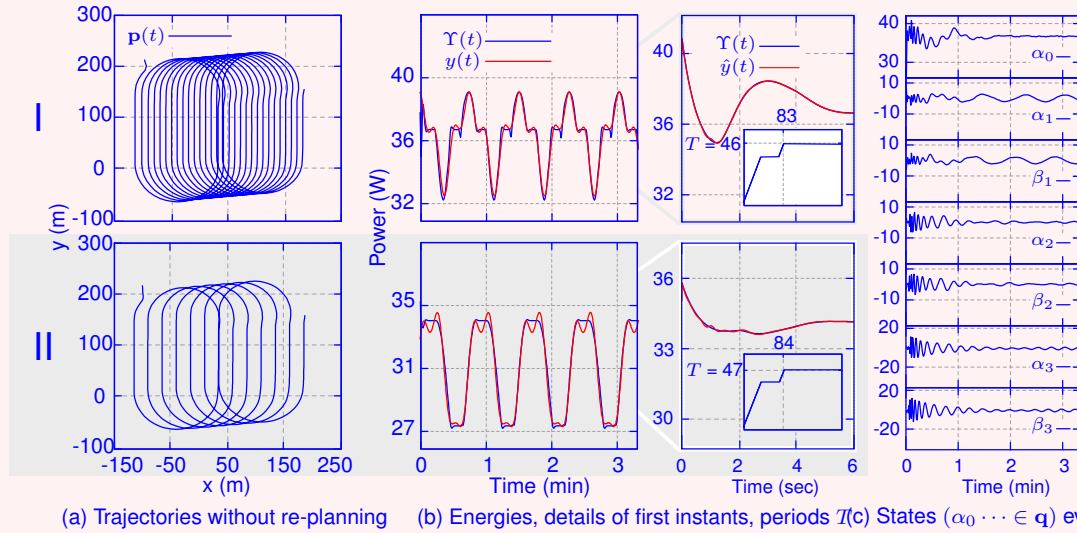 p(t)
300
200
100
0
-100
I
y (m)
300
200
100
0
-100
II
-150
-50
50
150
250
x (m)
(a) Trajectories without re-planning
Υ(t)
y(t)
40
36
32
Power (W)
35
31
27
0
1
2
3
Time (min)
Υ(t)
ŷ(t)
40
36
32
83
T = 46
36
33
30
84
T = 47
0
2
4
6
Time (sec)
(b) Energies, details of first instants, periods T
40
30
α0
10
-10
α1
10
-10
β1
10
-10
α2
10
-10
β2
20
-20
α3
20
-20
β3
0
1
2
3
Time (min)
(c) States (α0 ⋯ ∈ q) ev